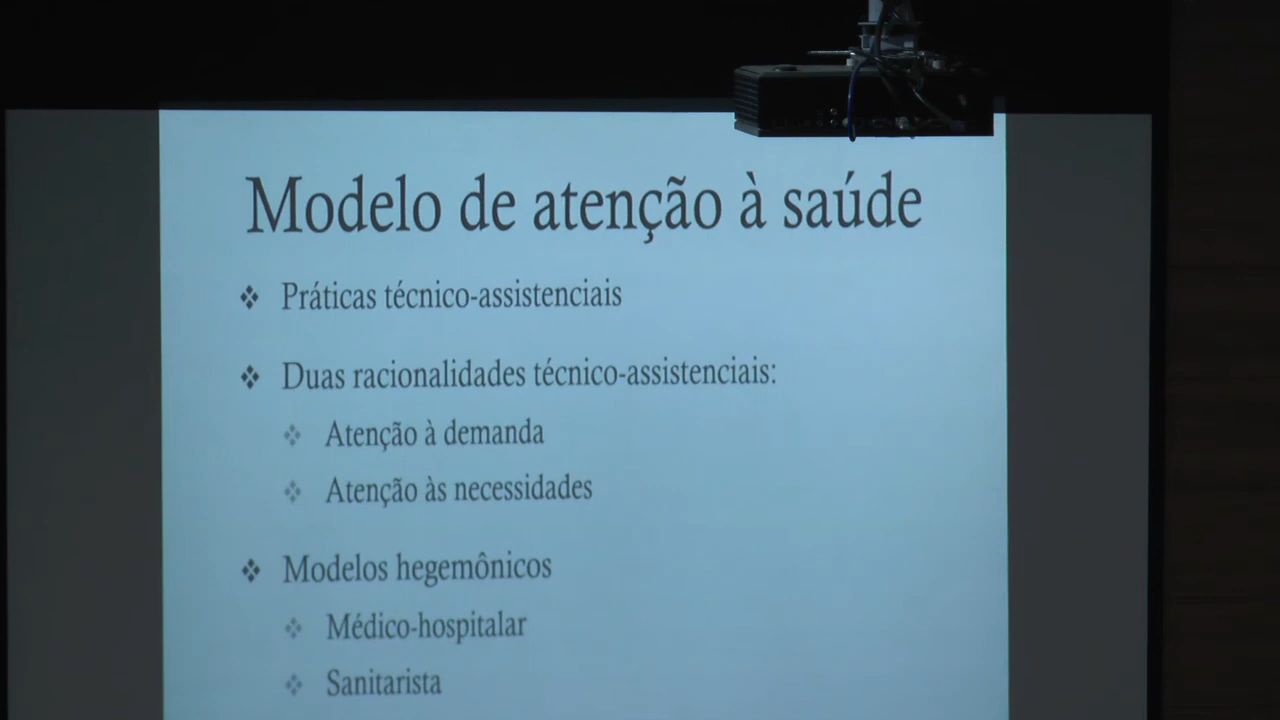 Modelo de atenção à saúde
Práticas técnico-assistenciais
Duas racionalidades técnico-assistenciais:
Atenção à demanda
Atenção às necessidades
Modelos hegemônicos
Médico-hospitalar
Sanitarista